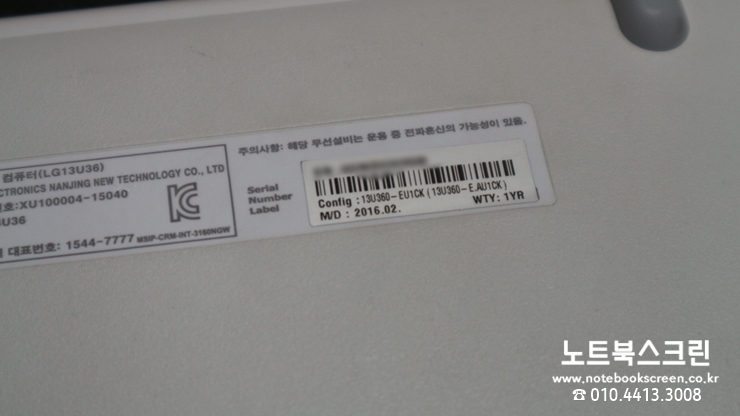 컴퓨터(LG13U36)
ECTRONICS NANJING NEW TECHNOLOGY CO., LTD
호:XU100004-15040
U36
대표번호: 1544-7777 MSIP-CRM-INT-3160NGW
주의사항: 해당 무선설비는 운용 중 전파혼신의 가능성이 있음.
Serial
Number
Label
Config : 13U360-EU1CK (13U360-E.AU1CK)
M/D : 2016.02.
WTY: 1YR
노트북스크린
www.notebookscreen.co.kr
☎ 010.4413.3008